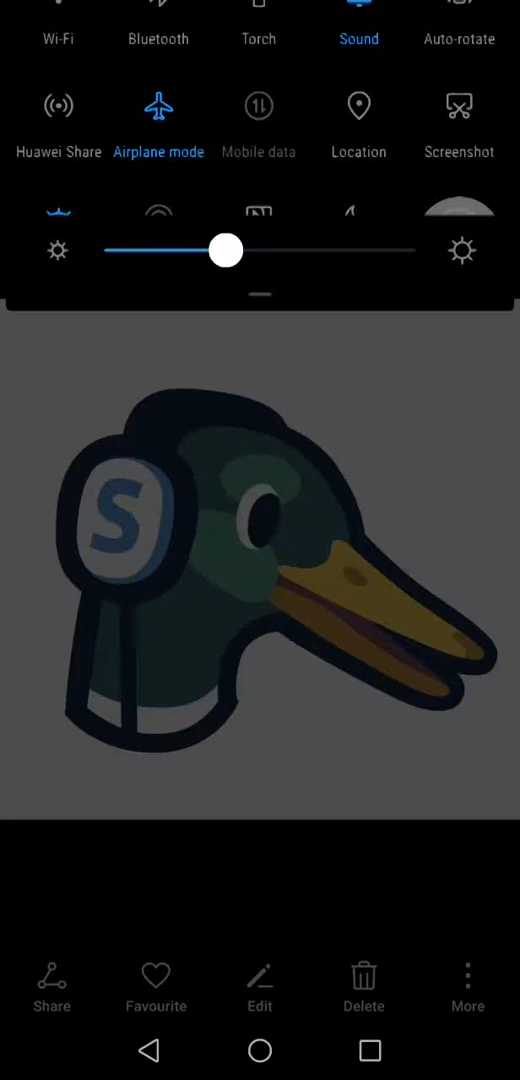 Wi-Fi Bluetooth Torch Sound Auto-rotate
Huawei Share Airplane mode Mobile data Location Screenshot
S
Share Favourite Edit Delete More